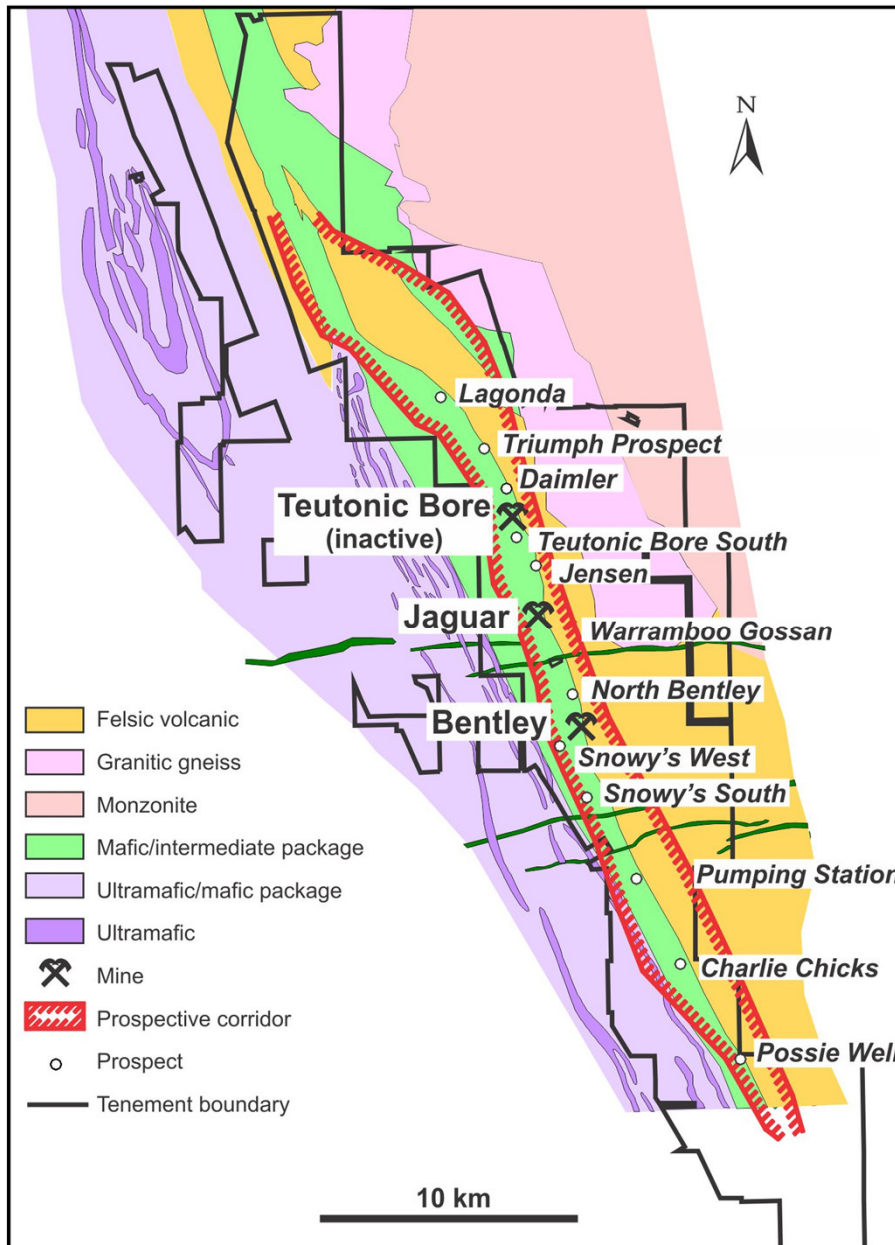 N
Lagonda
Triumph Prospect
Daimler
Teutonic Bore
(inactive)
Teutonic Bore South
Jensen
Jaguar
Warramboo Gossan
North Bentley
Bentley
Snowy's West
Snowy's South
Pumping Station
Charlie Chicks
Possie Well
Felsic volcanic
Granitic gneiss
Monzonite
Mafic/intermediate package
Ultramafic/mafic package
Ultramafic
Mine
Prospective corridor
Prospect
Tenement boundary
10 km